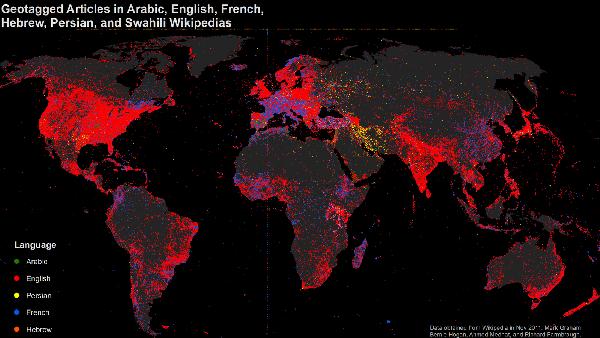 Geotagged Articles in Arabic, English, French,
Hebrew, Persian, and Swahili Wikipedias
Language
Arabic
English
Persian
French
Hebrew
Data obtained from Wikipedia in Nov 2011. Mark Graham,
Bernie Hogan, Ahmed Medhat, and Richard Farmbrough.